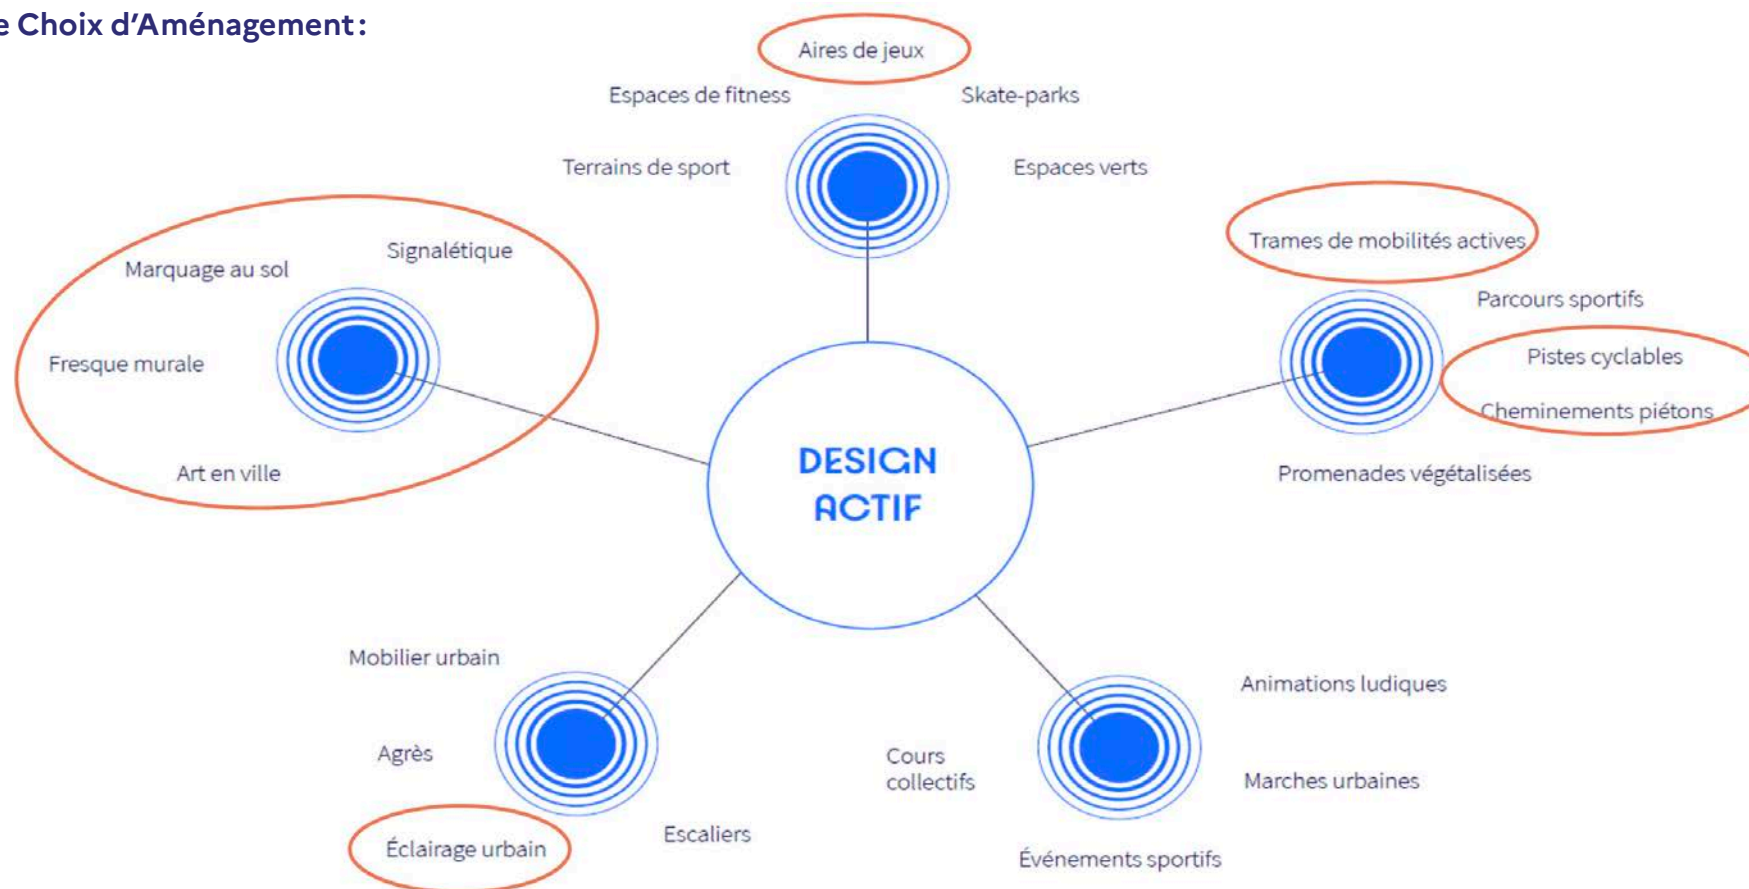 e Choix d'Aménagement:
Aires de jeux
Espaces de fitness
Skate-parks
Terrains de sport
Espaces verts
Trames de mobilités actives
Signalétique
Marquage au sol
Parcours sportifs
Fresque murale
Pistes cyclables
Cheminements piétons
Art en ville
Promenades végétalisées
DESIGN
ACTIF
Mobilier urbain
Animations ludiques
Agrès
Cours
collectifs
Marches urbaines
Escaliers
Éclairage urbain
Événements sportifs